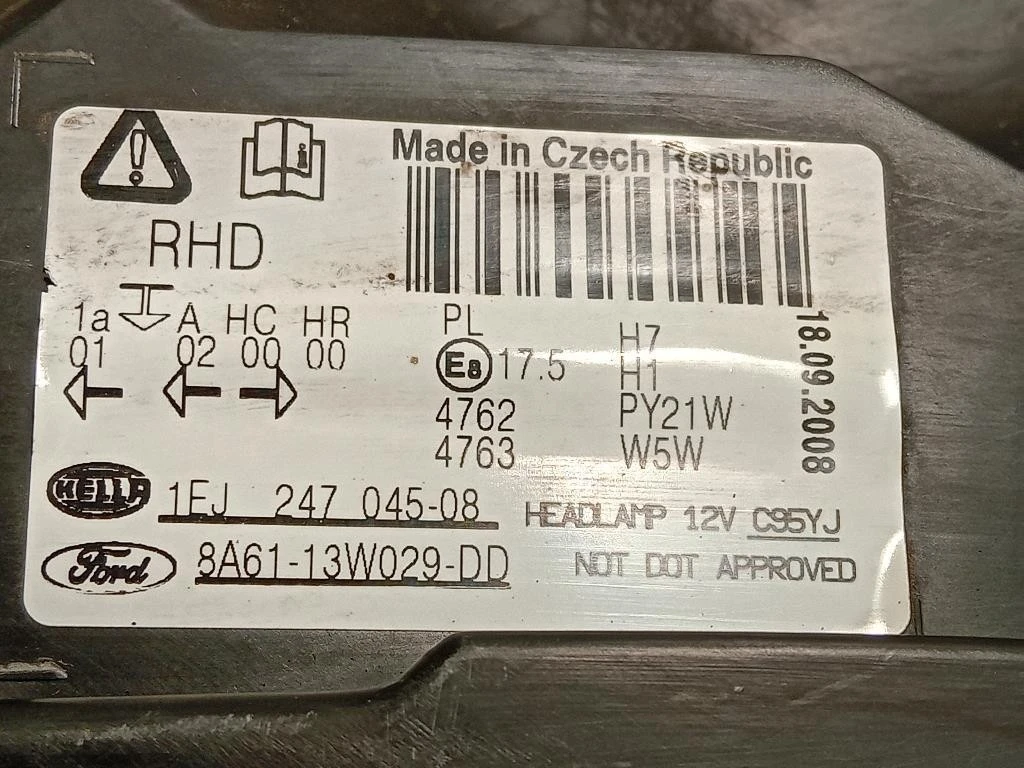 Made in Czech Republic
RHD
1a A HC HR
01 02 00 00
PL
E8 17.5
4762
4763
H7
H1
PY21W
W5W
18.09.2008
HELLA 1EJ 247 045-08
HEADLAMP 12V C95YJ
Ford 8A61-13W029-DD
NOT DOT APPROVED